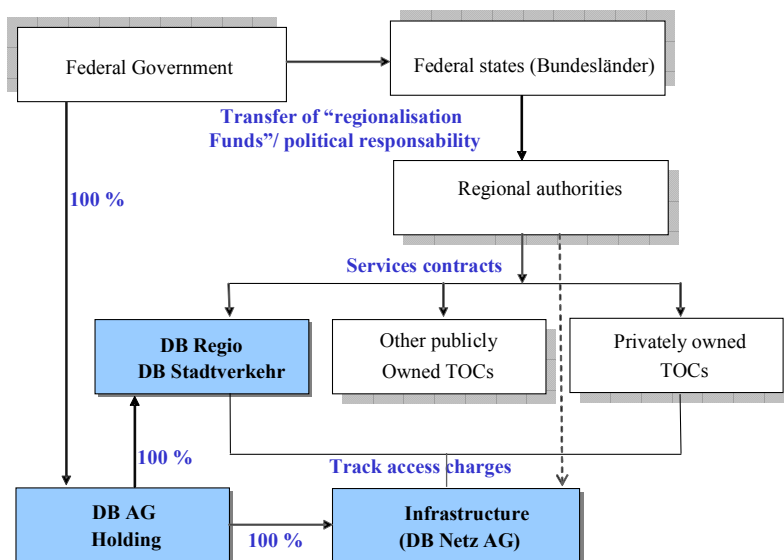 Federal Government
Federal states (Bundesländer)
Transfer of “regionalisation
Funds”/ political responsability
Regional authorities
100 %
Services contracts
DB Regio
DB Stadtverkehr
Other publicly
Owned TOCs
Privately owned
TOCs
100 %
Track access charges
DB AG
Holding
100 %
Infrastructure
(DB Netz AG)